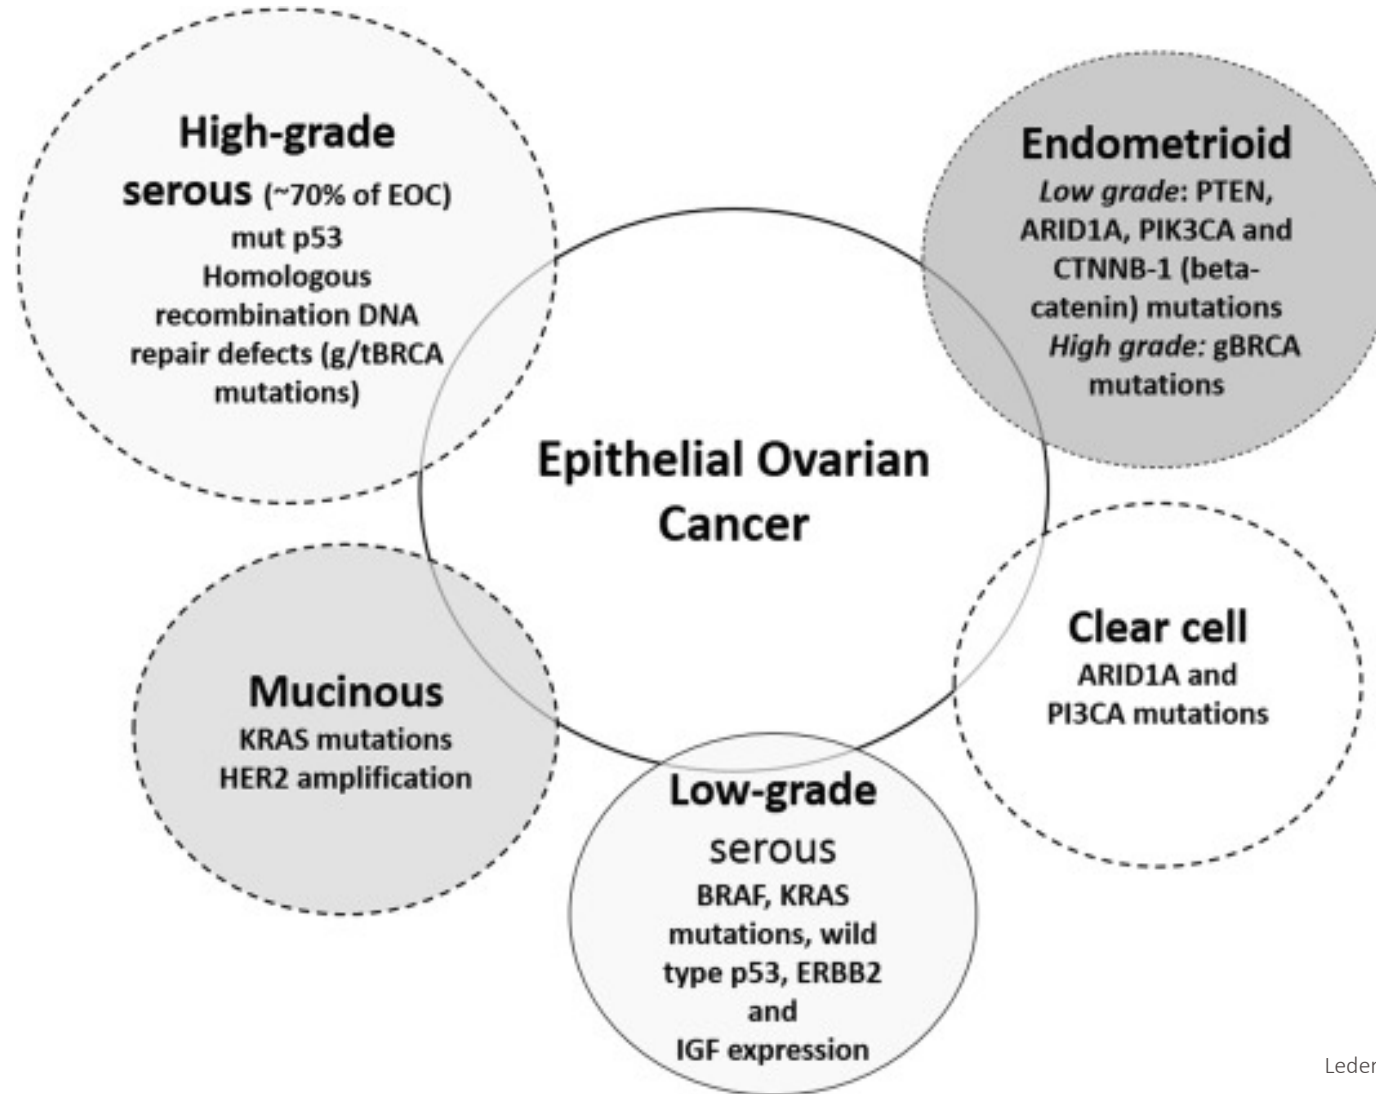 High-grade
serous (~70% of EOC)
mut p53
Homologous
recombination DNA
repair defects (g/tBRCA
mutations)
Endometrioid
Low grade: PTEN,
ARID1A, PIK3CA and
CTNNB-1 (beta-
catenin) mutations
High grade: gBRCA
mutations
Epithelial Ovarian
Cancer
Clear cell
ARID1A and
PI3CA mutations
Mucinous
KRAS mutations
HER2 amplification
Low-grade
serous
BRAF, KRAS
mutations, wild
type p53, ERBB2
and
IGF expression
Leder